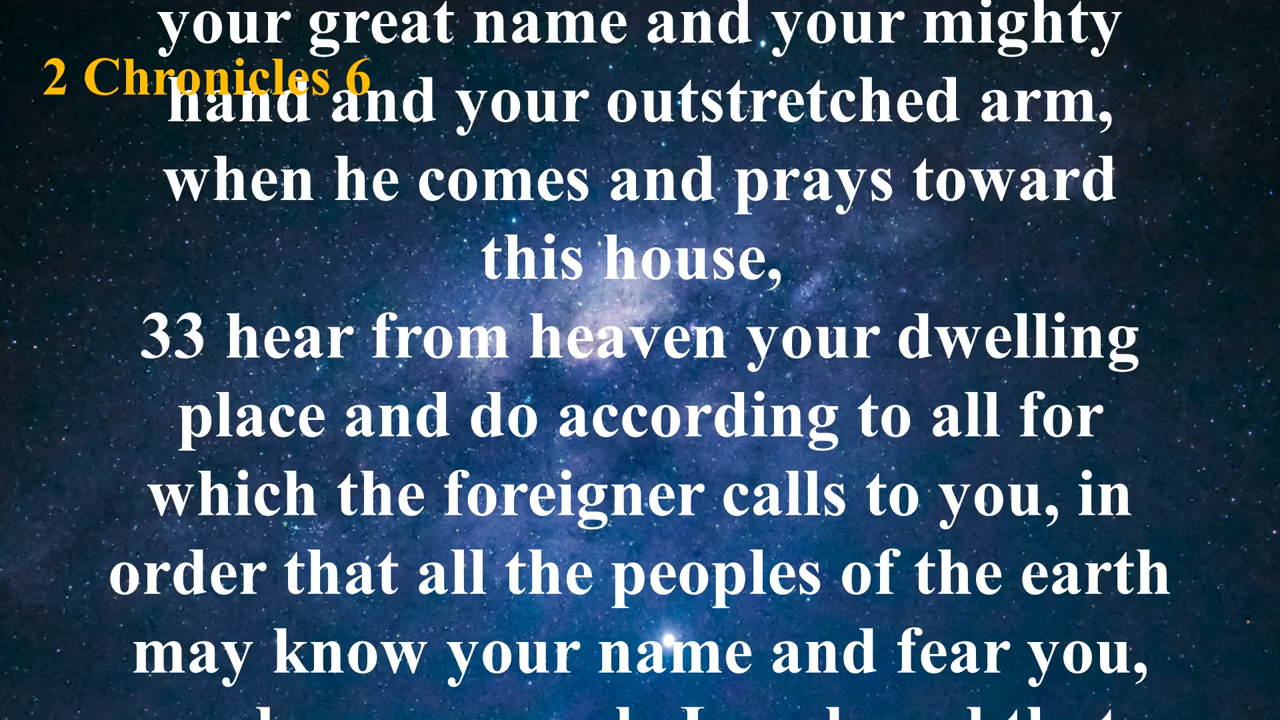 your great name and your mighty
2 Chronicles 6
hand and your outstretched arm,
when he comes and prays toward
this house,
33 hear from heaven your dwelling
place and do according to all for
which the foreigner calls to you, in
order that all the peoples of the earth
may know your name and fear you,